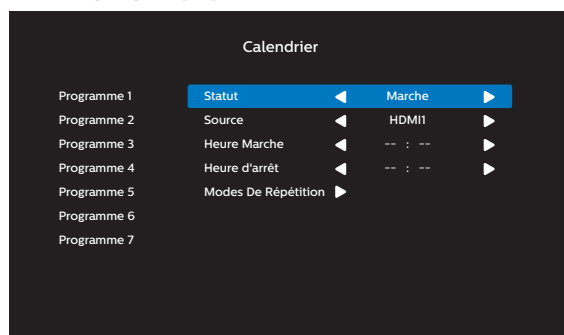 Calendrier
Programme 1 Statut Marche
Programme 2 Source HDMI1
Programme 3 Heure Marche -- : --
Programme 4 Heure d'arrêt -- : --
Programme 5 Modes De Répétition
Programme 6
Programme 7